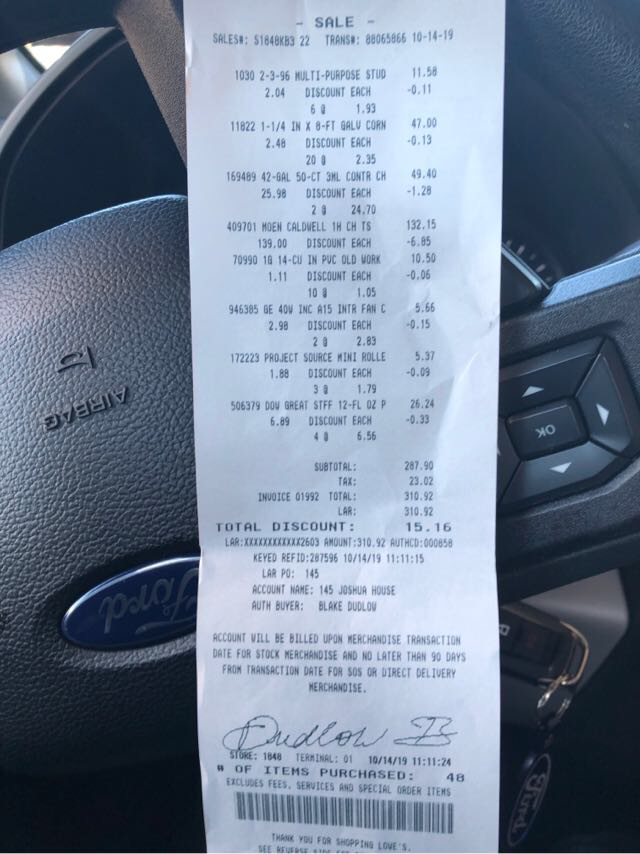 - SALE -
SALES#: S1848KB3 22 TRANS#: 88065866 10-14-19
1030 2-3-96 MULTI-PURPOSE STUD 11.58
2.04 DISCOUNT EACH -0.11
6 @ 1.93
11822 1-1/4 IN X 8-FT GALV CORN 47.00
2.48 DISCOUNT EACH -0.13
20 @ 2.35
169489 42-GAL 50-CT 3ML CONTR CH 49.40
25.98 DISCOUNT EACH -1.28
2 @ 24.70
409701 MOEN CALDWELL 1H CH TS 132.15
139.00 DISCOUNT EACH -6.85
70990 1G 14-CU IN PVC OLD WORK 10.50
1.11 DISCOUNT EACH -0.06
10 @ 1.05
946385 GE 40W INC A15 INTR FAN C 5.66
2.98 DISCOUNT EACH -0.15
2 @ 2.83
172223 PROJECT SOURCE MINI ROLLE 5.37
1.88 DISCOUNT EACH -0.09
3 @ 1.79
506379 DOW GREAT STFF 12-FL OZ P 26.24
6.89 DISCOUNT EACH -0.33
4 @ 6.56
SUBTOTAL: 287.90
TAX: 23.02
INVOICE 01992 TOTAL: 310.92
LAR: 310.92
TOTAL DISCOUNT: 15.16
LAR:XXXXXXXXXXXX2603 AMOUNT:310.92 AUTHCD:000858
KEYED REFID:287596 10/14/19 11:11:15
LAR PO: 145
ACCOUNT NAME: 145 JOSHUA HOUSE
AUTH BUYER: BLAKE DUDLOW
ACCOUNT WILL BE BILLED UPON MERCHANDISE TRANSACTION
DATE FOR STOCK MERCHANDISE AND NO LATER THAN 90 DAYS
FROM TRANSACTION DATE FOR SOS OR DIRECT DELIVERY
MERCHANDISE.
Dudlow B
STORE: 1848 TERMINAL: 01 10/14/19 11:11:24
# OF ITEMS PURCHASED: 48
EXCLUDES FEES, SERVICES AND SPECIAL ORDER ITEMS
THANK YOU FOR SHOPPING LOWE'S.
SEE REVERSE SIDE FOR
AIRBAG
OK
Ford
Ford